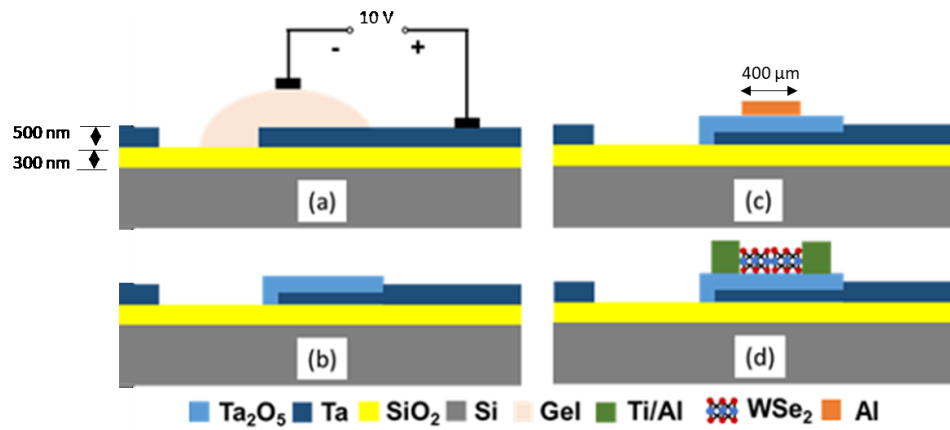 10 V
- +
400 µm
500 nm
300 nm
(a)
(c)
(b)
(d)
Ta₂O₅ Ta SiO₂ Si Gel Ti/Al WSe₂ Al